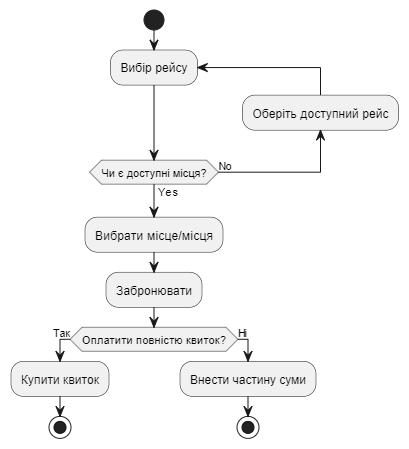 Вибір рейсу
Оберіть доступний рейс
Чи є доступні місця?
No
Yes
Вибрати місце/місця
Забронювати
Так
Оплатити повністю квиток?
Ні
Купити квиток
Внести частину суми